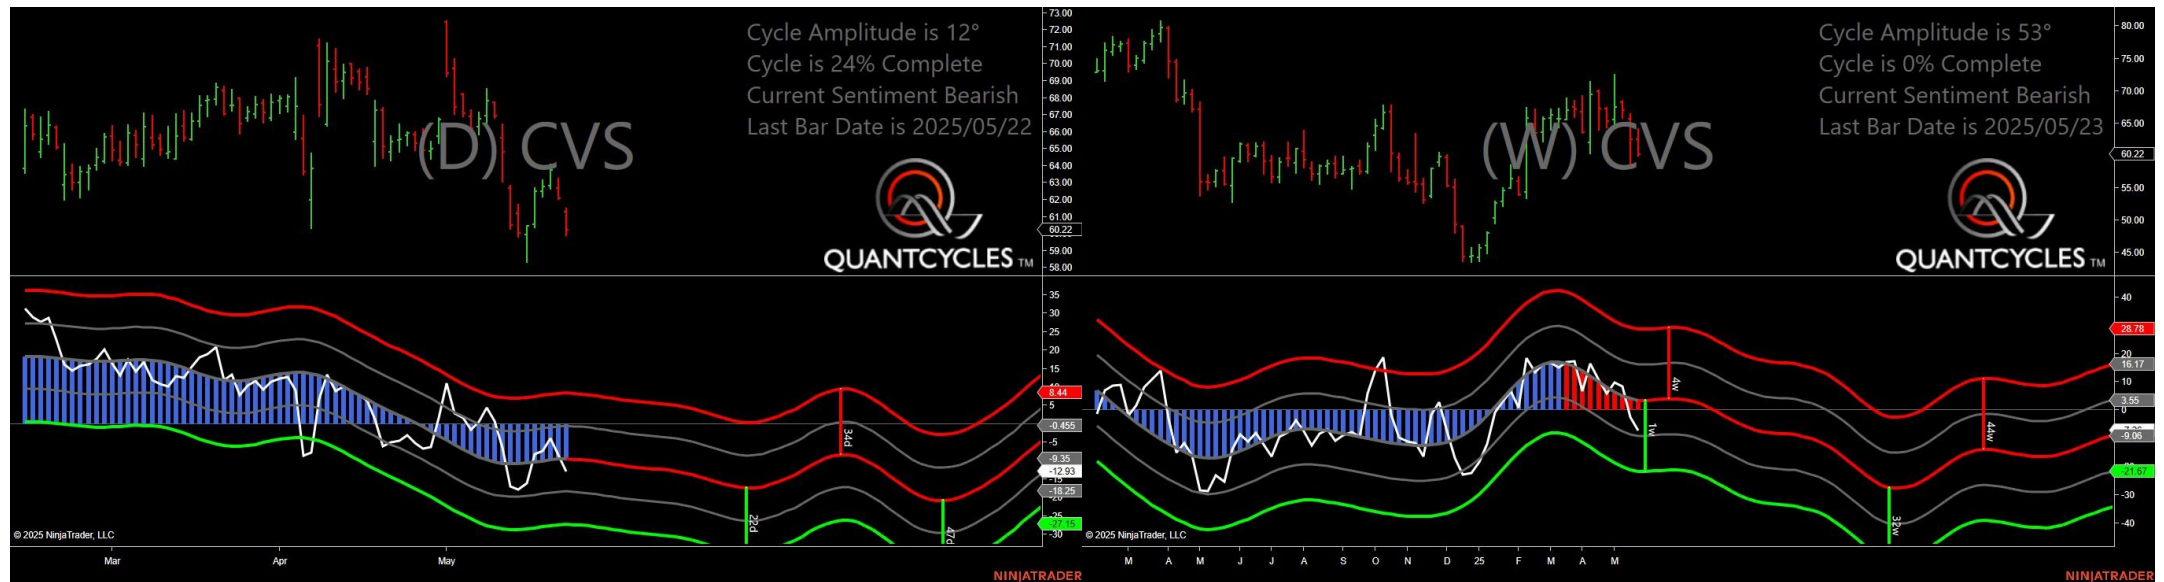 Cycle Amplitude is 12°
Cycle is 24% Complete
Current Sentiment Bearish
Last Bar Date is 2025/05/22
(D) CVS
QUANTCYCLES TM
73.00
72.00
71.00
70.00
69.00
68.00
67.00
66.00
65.00
64.00
63.00
62.00
61.00
60.22
59.00
58.00
35
30
25
20
15
8.44
5
-0.455
-5
-9.35
-12.93
-15
-18.25
-25
-27.15
-30
34d
22d
47d
© 2025 NinjaTrader, LLC
Mar
Apr
May
NINJATRADER
Cycle Amplitude is 53°
Cycle is 0% Complete
Current Sentiment Bearish
Last Bar Date is 2025/05/23
(W) CVS
QUANTCYCLES TM
80.00
75.00
70.00
65.00
60.22
55.00
50.00
45.00
40
28.78
20
16.17
10
3.55
0
-9.06
-21.67
-30
-40
4w
1w
44w
32w
© 2025 NinjaTrader, LLC
M A M J J A S O N D 25 F M A M
NINJATRADER